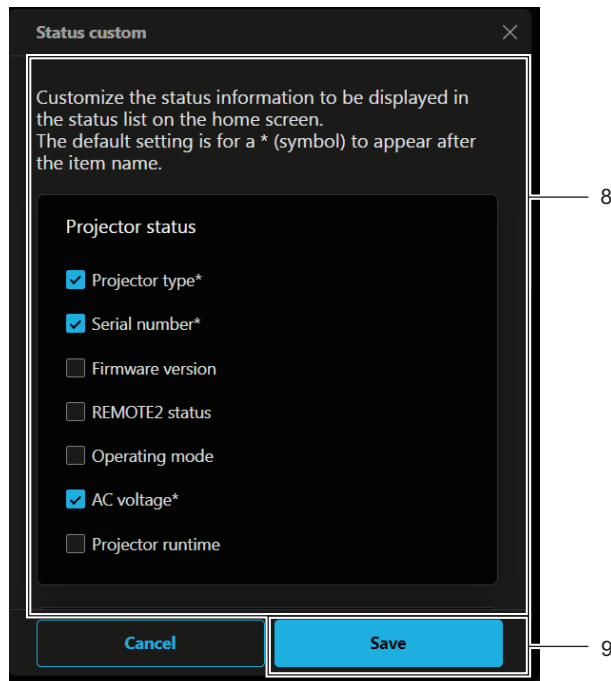 Status custom
Customize the status information to be displayed in
the status list on the home screen.
The default setting is for a * (symbol) to appear after
the item name.
8
Projector status
Projector type*
Serial number*
Firmware version
REMOTE2 status
Operating mode
AC voltage*
Projector runtime
Cancel
Save
9